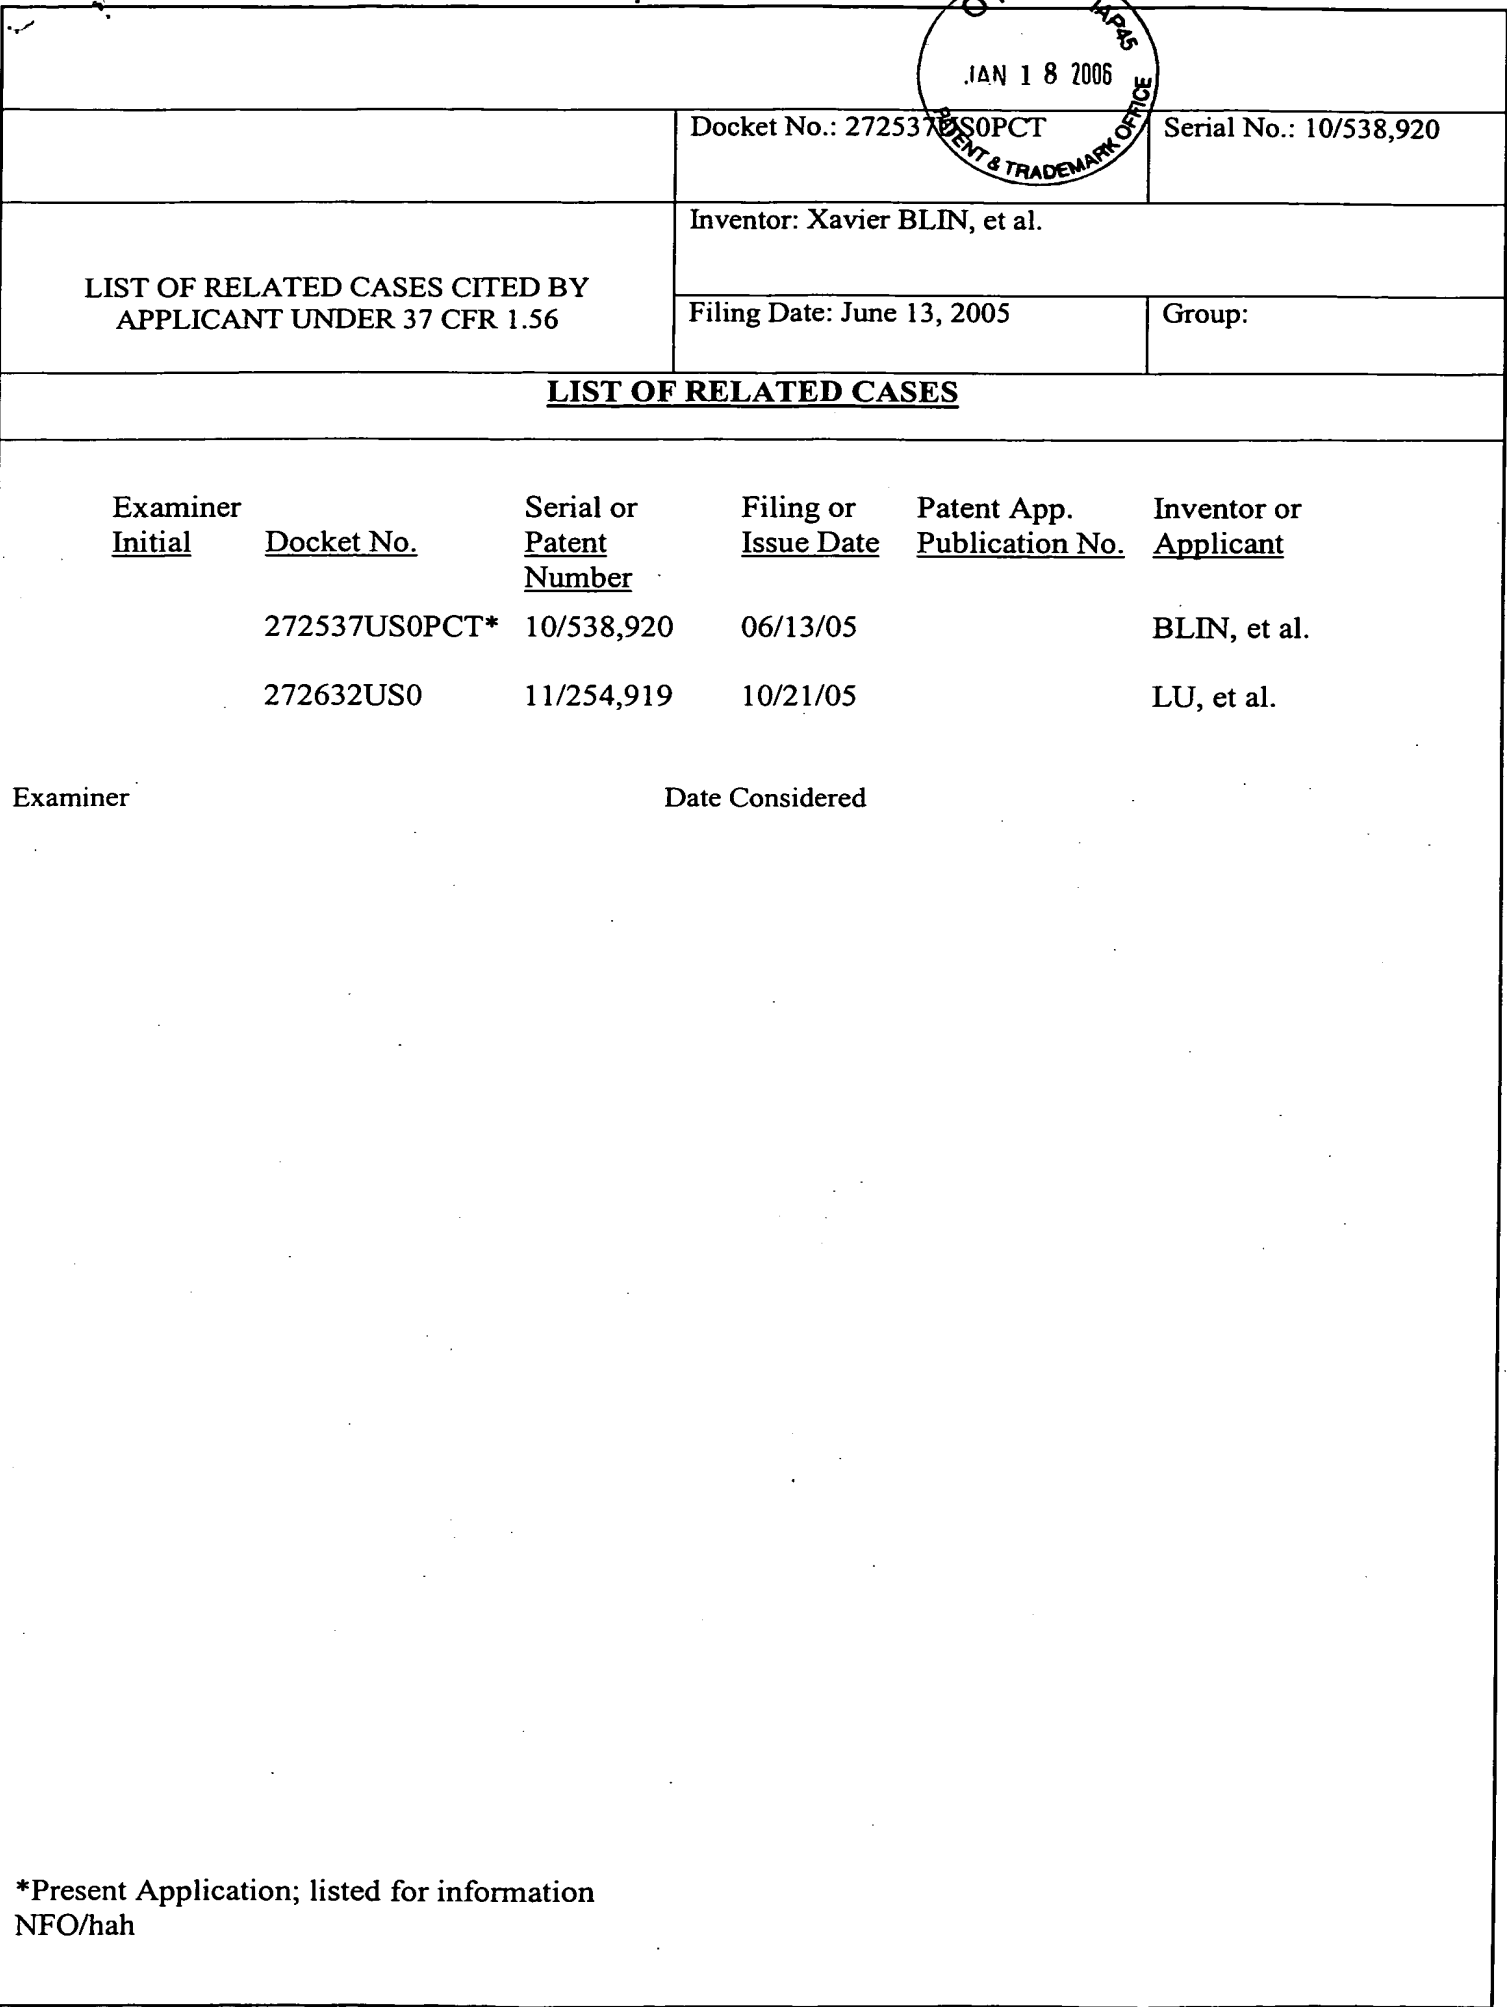 IAP45
JAN 18 2006
PATENT & TRADEMARK OFFICE
Docket No.: 272537US0PCT
Serial No.: 10/538,920
Inventor: Xavier BLIN, et al.
LIST OF RELATED CASES CITED BY
APPLICANT UNDER 37 CFR 1.56
Filing Date: June 13, 2005
Group:
LIST OF RELATED CASES
Examiner Serial or Filing or Patent App. Inventor or
Initial Docket No. Patent Issue Date Publication No. Applicant
Number
272537US0PCT* 10/538,920 06/13/05 BLIN, et al.
272632US0 11/254,919 10/21/05 LU, et al.
Examiner Date Considered
*Present Application; listed for information
NFO/hah